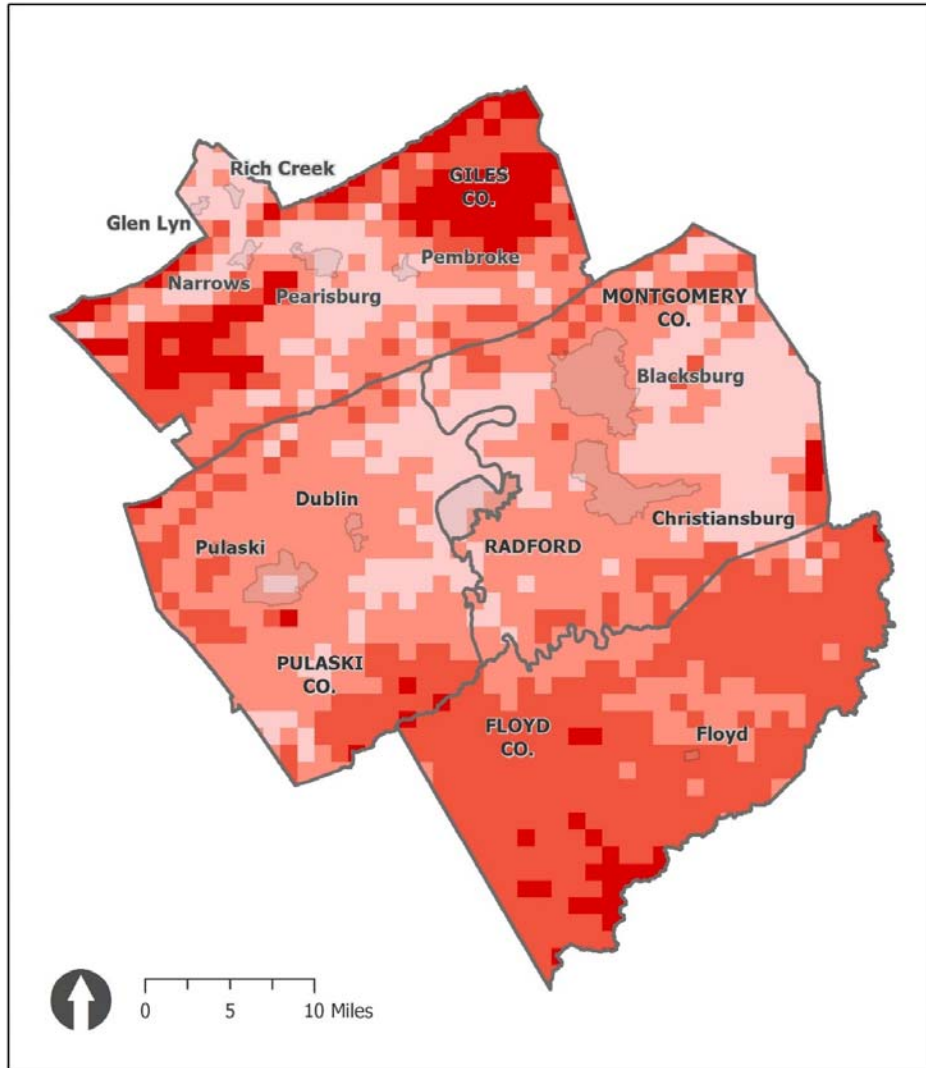 Rich Creek
GILES
CO.
Glen Lyn
Pembroke
Narrows
Pearisburg
MONTGOMERY
CO.
Blacksburg
Dublin
Christiansburg
Pulaski
RADFORD
PULASKI
CO.
FLOYD
CO.
Floyd
0 5 10 Miles